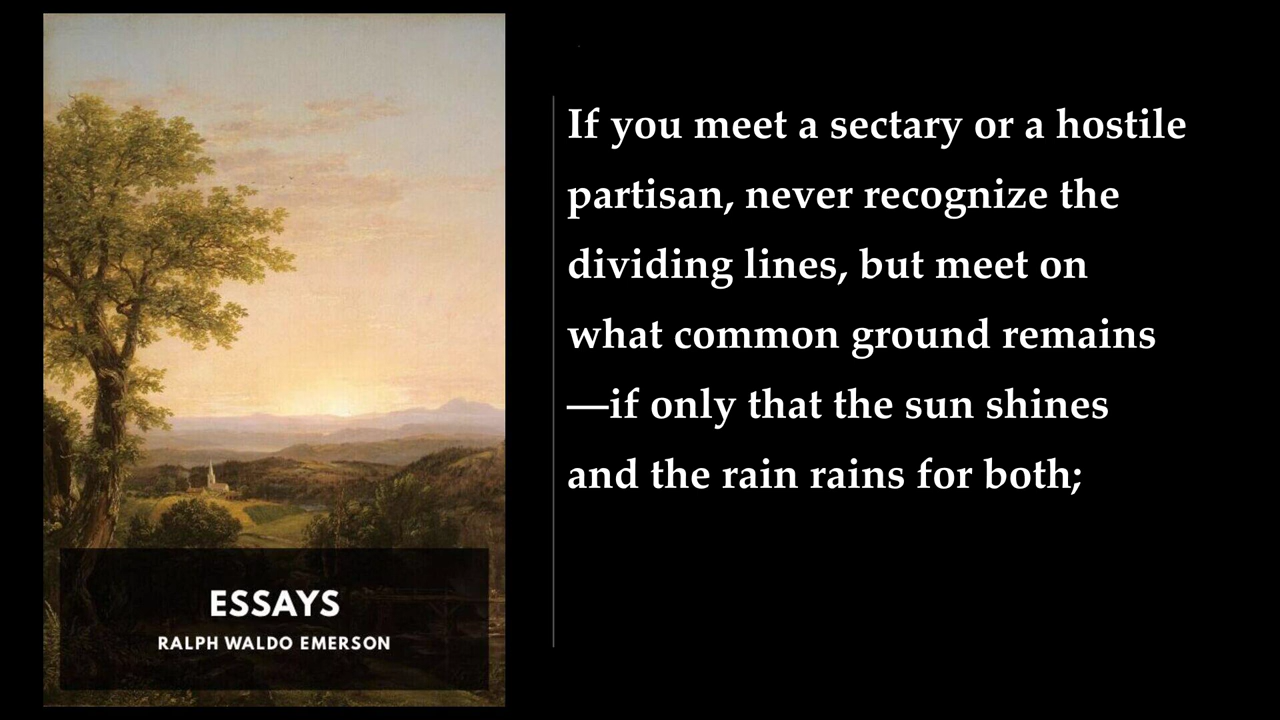 ESSAYS
RALPH WALDO EMERSON
If you meet a sectary or a hostile
partisan, never recognize the
dividing lines, but meet on
what common ground remains
—if only that the sun shines
and the rain rains for both;